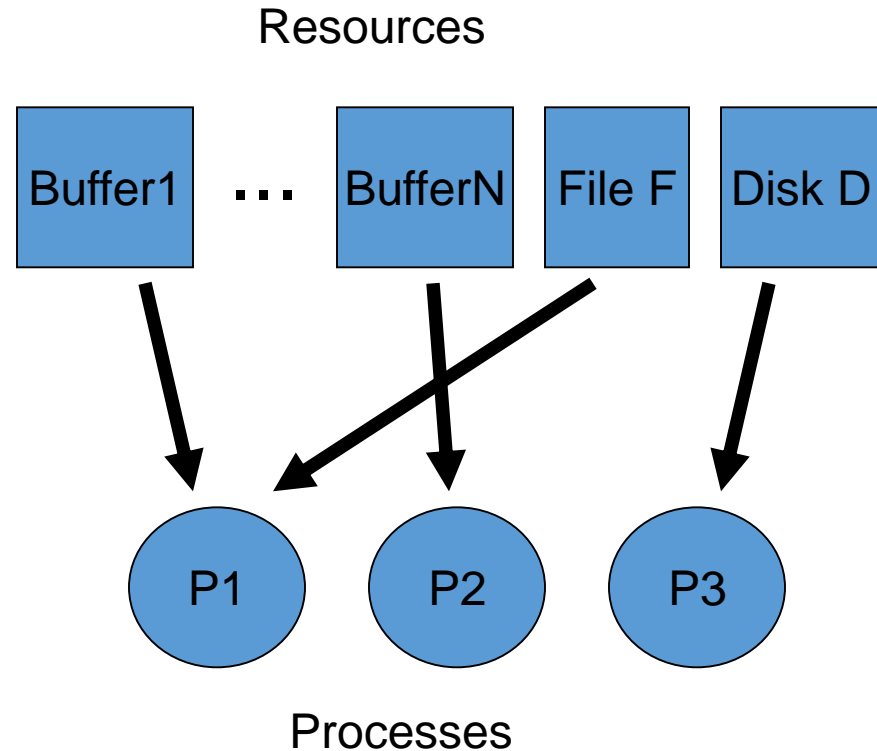 Resources
Buffer1 ... BufferN File F Disk D
P1 P2 P3
Processes